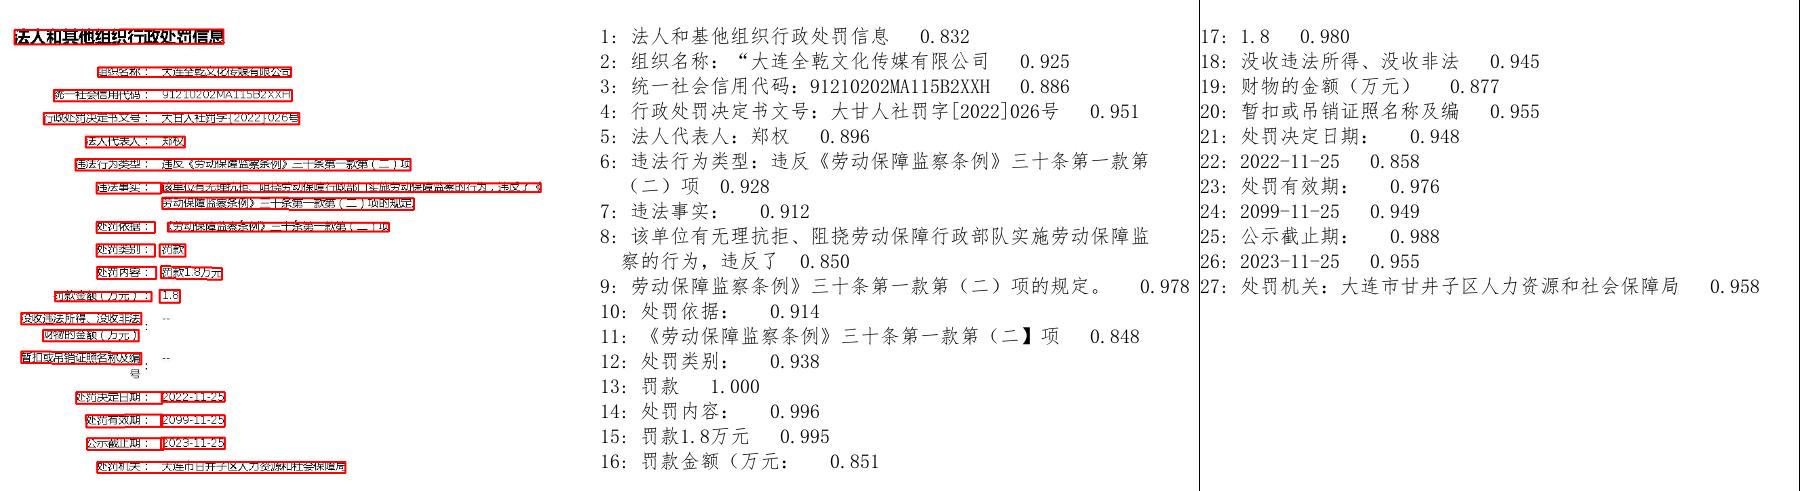 法人和其他组织行政处罚信息
组织名称： 大连全乾文化传媒有限公司
统一社会信用代码： 91210202MA115B2XXH
行政处罚决定书文号： 大甘人社罚字[2022]026号
法人代表人： 郑权
违法行为类型： 违反《劳动保障监察条例》三十条第一款第（二）项
违法事实： 该单位有无理抗拒、阻挠劳动保障行政部门实施劳动保障监察的行为，违反了《
劳动保障监察条例》三十条第一款第（二）项的规定。
处罚依据： 《劳动保障监察条例》三十条第一款第（二）项
处罚类别： 罚款
处罚内容： 罚款1.8万元
罚款金额（万元）： 1.8
没收违法所得、没收非法
财物的金额（万元）： --
暂扣或吊销证照名称及编
号： --
处罚决定日期： 2022-11-25
处罚有效期： 2099-11-25
公示截止期： 2023-11-25
处罚机关： 大连市甘井子区人力资源和社会保障局
1: 法人和基他组织行政处罚信息 0.832
2: 组织名称：“大连全乾文化传媒有限公司 0.925
3: 统一社会信用代码：91210202MA115B2XXH 0.886
4: 行政处罚决定书文号：大甘人社罚字[2022]026号 0.951
5: 法人代表人：郑权 0.896
6: 违法行为类型：违反《劳动保障监察条例》三十条第一款第
（二）项 0.928
7: 违法事实： 0.912
8: 该单位有无理抗拒、阻挠劳动保障行政部队实施劳动保障监
察的行为，违反了 0.850
9: 劳动保障监察条例》三十条第一款第（二）项的规定。 0.978
10: 处罚依据： 0.914
11: 《劳动保障监察条例》三十条第一款第（二】项 0.848
12: 处罚类别： 0.938
13: 罚款 1.000
14: 处罚内容： 0.996
15: 罚款1.8万元 0.995
16: 罚款金额（万元： 0.851
17: 1.8 0.980
18: 没收违法所得、没收非法 0.945
19: 财物的金额（万元） 0.877
20: 暂扣或吊销证照名称及编 0.955
21: 处罚决定日期： 0.948
22: 2022-11-25 0.858
23: 处罚有效期： 0.976
24: 2099-11-25 0.949
25: 公示截止期： 0.988
26: 2023-11-25 0.955
27: 处罚机关：大连市甘井子区人力资源和社会保障局 0.958